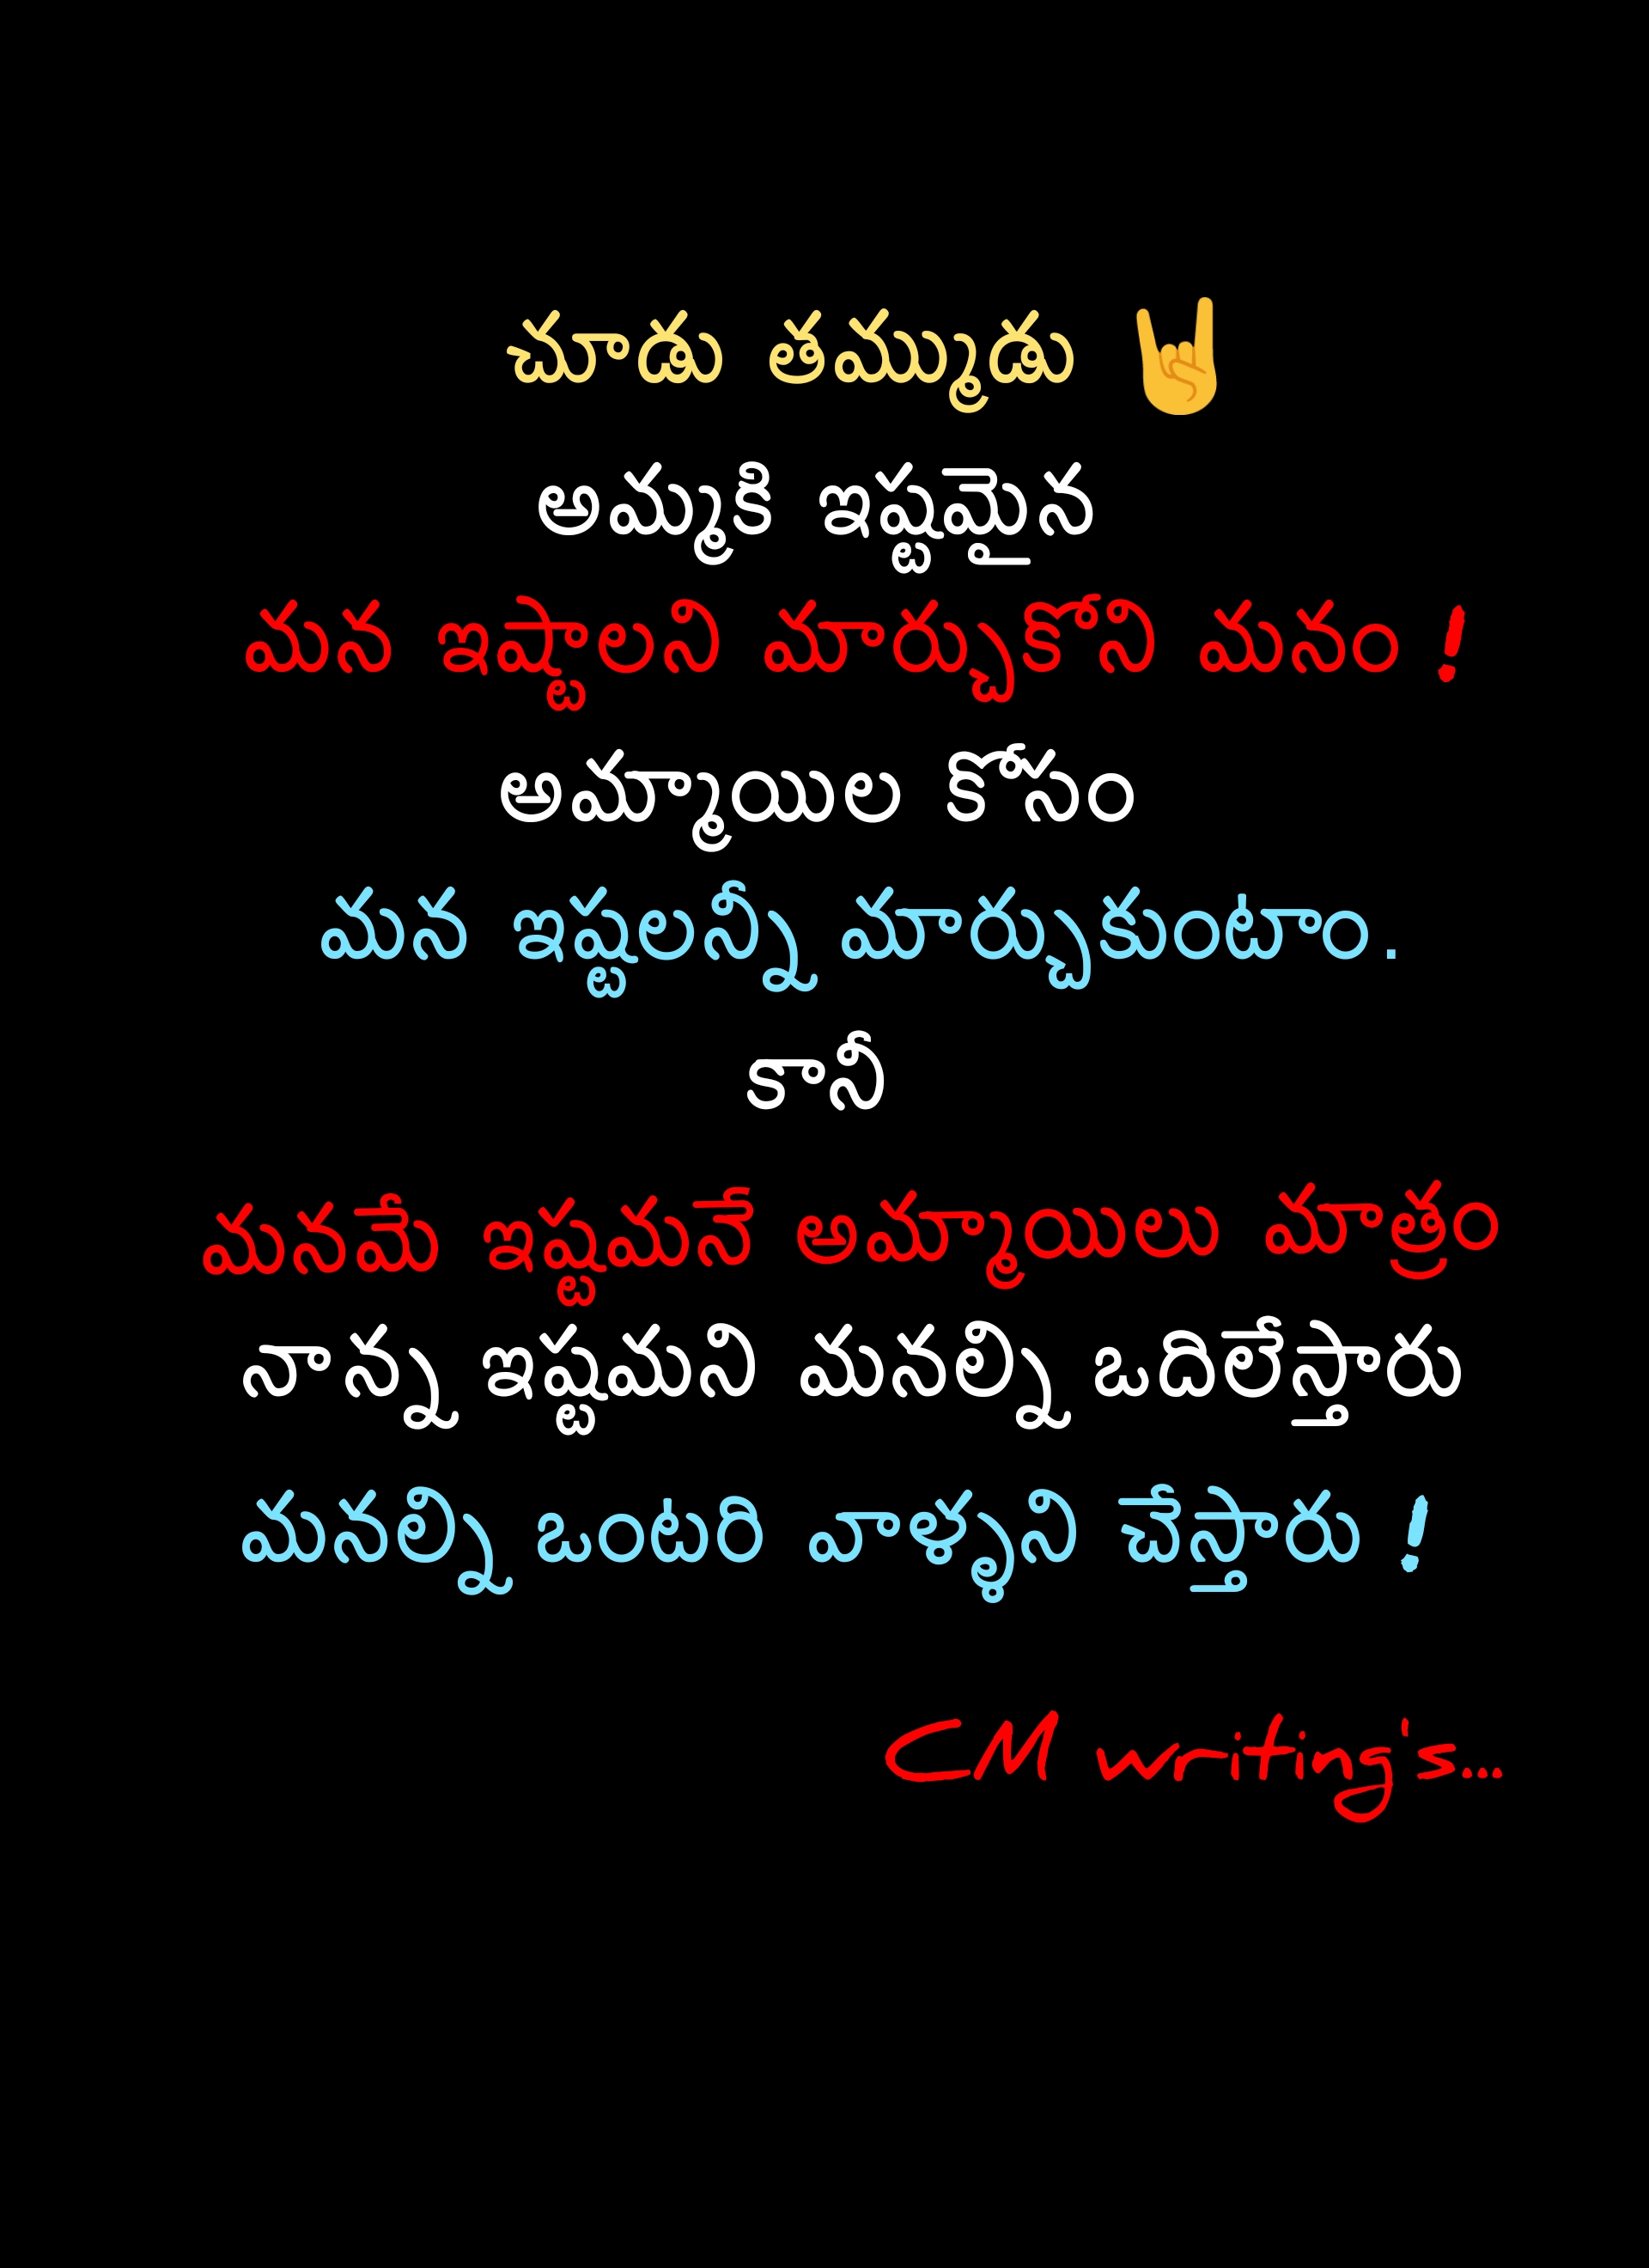 చూడు తమ్ముడు 🤘
అమ్మకి ఇష్టమైన
మన ఇష్టాలని మార్చుకోని మనం !
అమ్మాయిల కోసం
మన ఇష్టలన్నీ మార్చుకుంటాం.
కానీ
మనమే ఇష్టమనే అమ్మాయిలు మాత్రం
నాన్న ఇష్టమని మనల్ని ఒదిలేస్తారు
మనల్ని ఒంటరి వాళ్ళని చేస్తారు !
CM writing's...